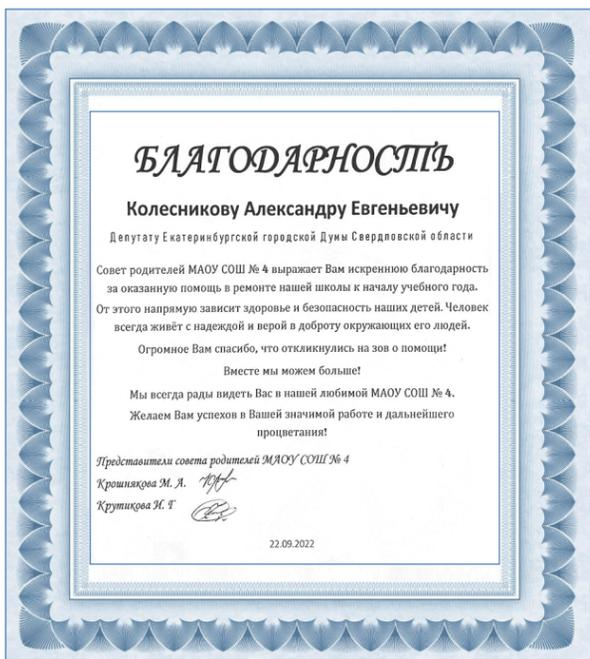 БЛАГОДАРНОСТЬ
Колесникову Александру Евгеньевичу
Депутату Екатеринбургской городской Думы Свердловской области
Совет родителей МАОУ СОШ № 4 выражает Вам искреннюю благодарность
за оказанную помощь в ремонте нашей школы к началу учебного года.
От этого напрямую зависит здоровье и безопасность наших детей. Человек
всегда живёт с надеждой и верой в доброту окружающих его людей.
Огромное Вам спасибо, что откликнулись на зов о помощи!
Вместе мы можем больше!
Мы всегда рады видеть Вас в нашей любимой МАОУ СОШ № 4.
Желаем Вам успехов в Вашей значимой работе и дальнейшего
процветания!
Представители совета родителей МАОУ СОШ № 4
Крошнякова М. А.
Крутикова И. Г
22.09.2022